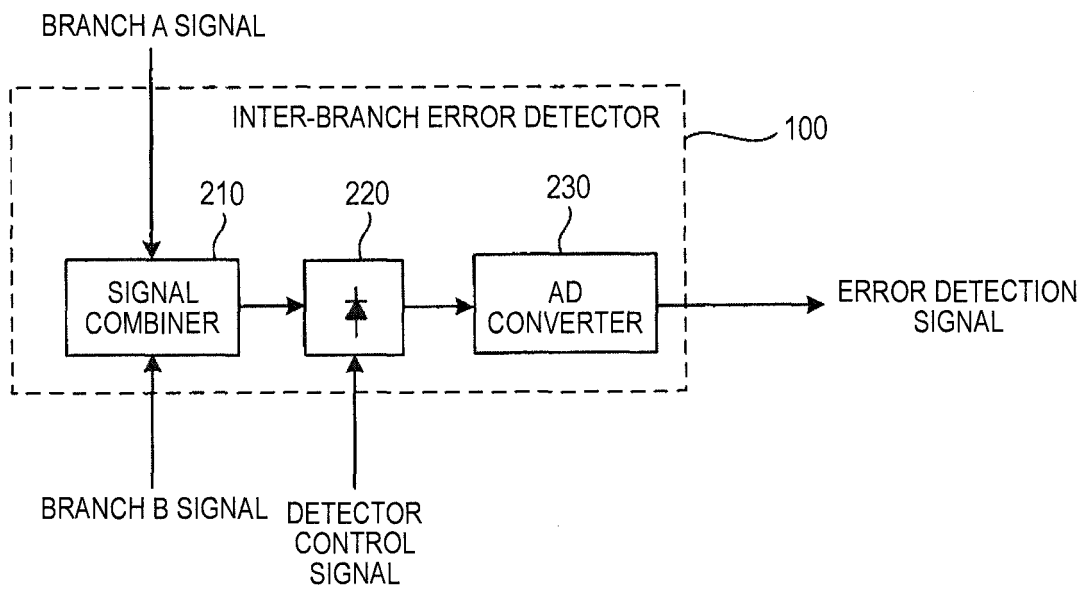 BRANCH A SIGNAL
INTER-BRANCH ERROR DETECTOR
100
210
220
230
SIGNAL
COMBINER
AD
CONVERTER
ERROR DETECTION
SIGNAL
BRANCH B SIGNAL
DETECTOR
CONTROL
SIGNAL